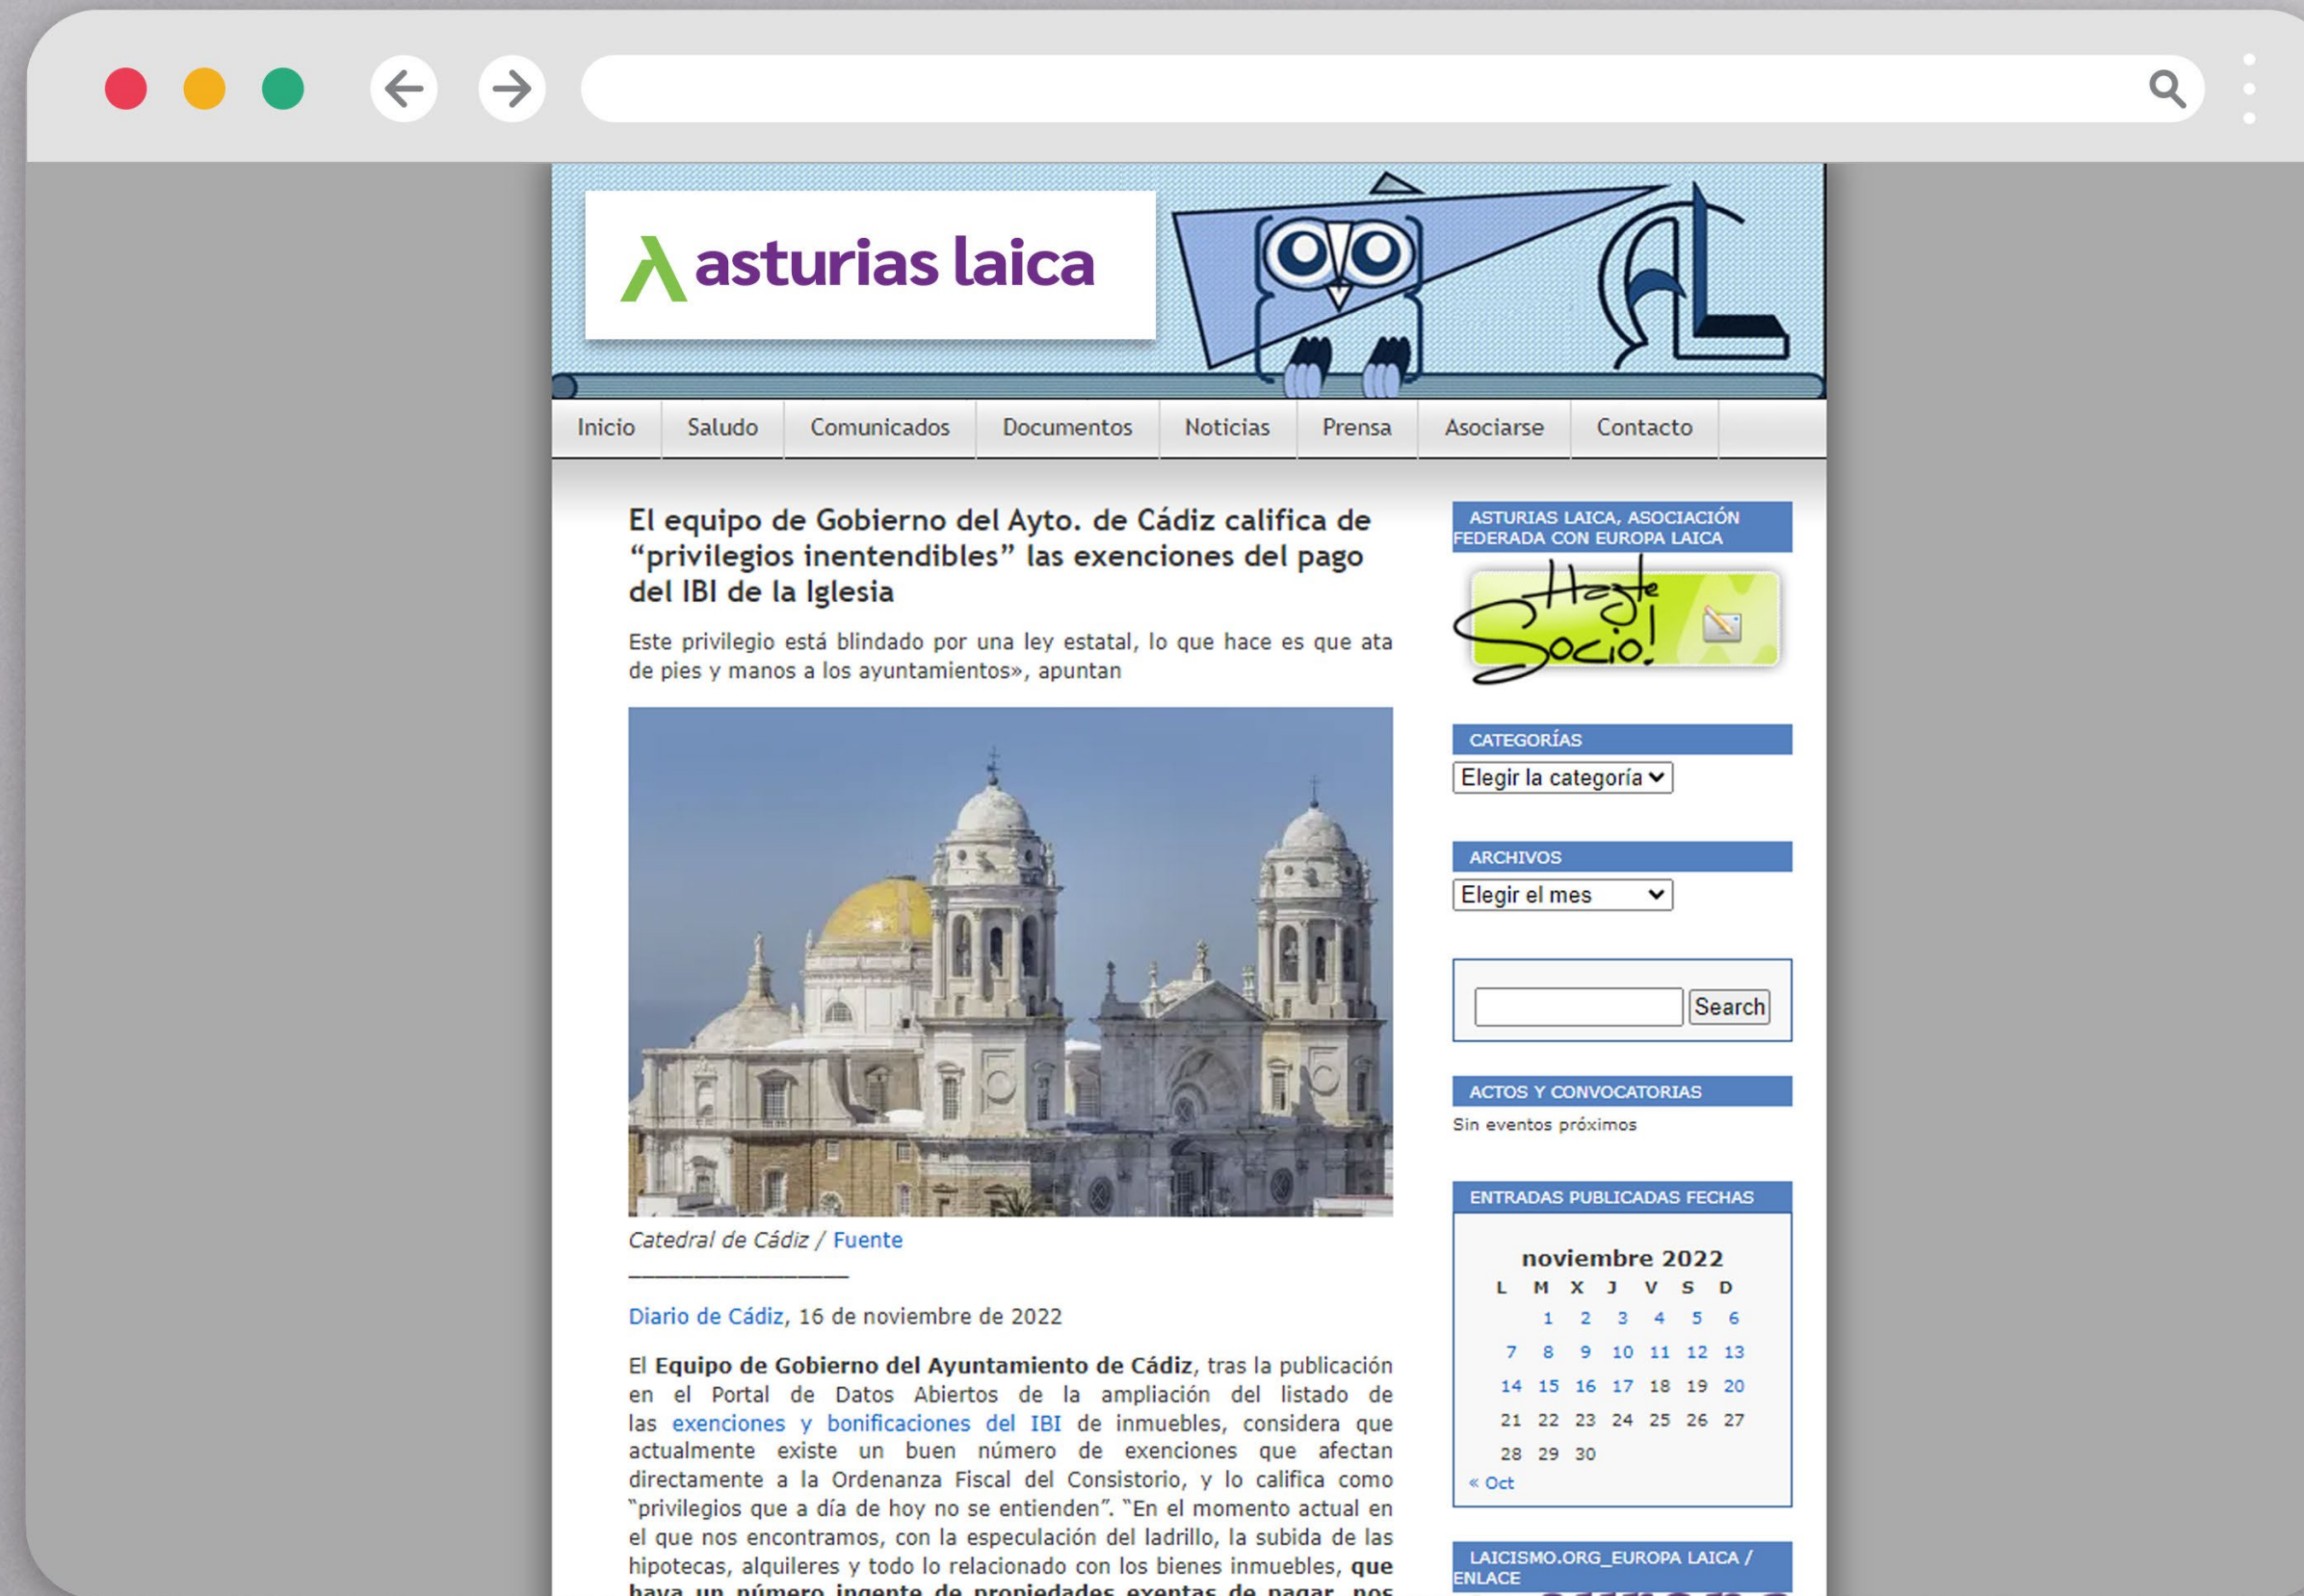 asturias laica
AL
Inicio Saludo Comunicados Documentos Noticias Prensa Asociarse Contacto
El equipo de Gobierno del Ayto. de Cádiz califica de
“privilegios inentendibles” las exenciones del pago
del IBI de la Iglesia
Este privilegio está blindado por una ley estatal, lo que hace es que ata
de pies y manos a los ayuntamientos», apuntan
Catedral de Cádiz / Fuente
Diario de Cádiz, 16 de noviembre de 2022
El Equipo de Gobierno del Ayuntamiento de Cádiz, tras la publicación
en el Portal de Datos Abiertos de la ampliación del listado de
las exenciones y bonificaciones del IBI de inmuebles, considera que
actualmente existe un buen número de exenciones que afectan
directamente a la Ordenanza Fiscal del Consistorio, y lo califica como
“privilegios que a día de hoy no se entienden”. “En el momento actual en
el que nos encontramos, con la especulación del ladrillo, la subida de las
hipotecas, alquileres y todo lo relacionado con los bienes inmuebles, que
haya un número ingente de propiedades exentas de pagar, nos
ASTURIAS LAICA, ASOCIACIÓN
FEDERADA CON EUROPA LAICA
Hazte
Socio!
CATEGORÍAS
Elegir la categoría
ARCHIVOS
Elegir el mes
Search
ACTOS Y CONVOCATORIAS
Sin eventos próximos
ENTRADAS PUBLICADAS FECHAS
noviembre 2022
L M X J V S D
1 2 3 4 5 6
7 8 9 10 11 12 13
14 15 16 17 18 19 20
21 22 23 24 25 26 27
28 29 30
« Oct
LAICISMO.ORG_EUROPA LAICA /
ENLACE